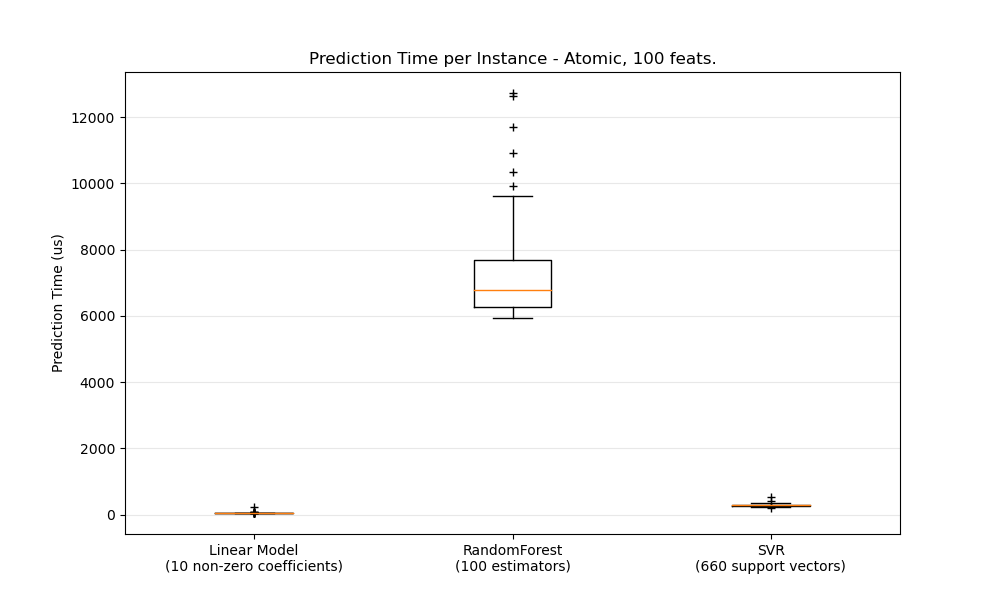 Prediction Time per Instance - Atomic, 100 feats.
Prediction Time (us)
12000
10000
8000
6000
4000
2000
0
Linear Model
(10 non-zero coefficients)
RandomForest
(100 estimators)
SVR
(660 support vectors)